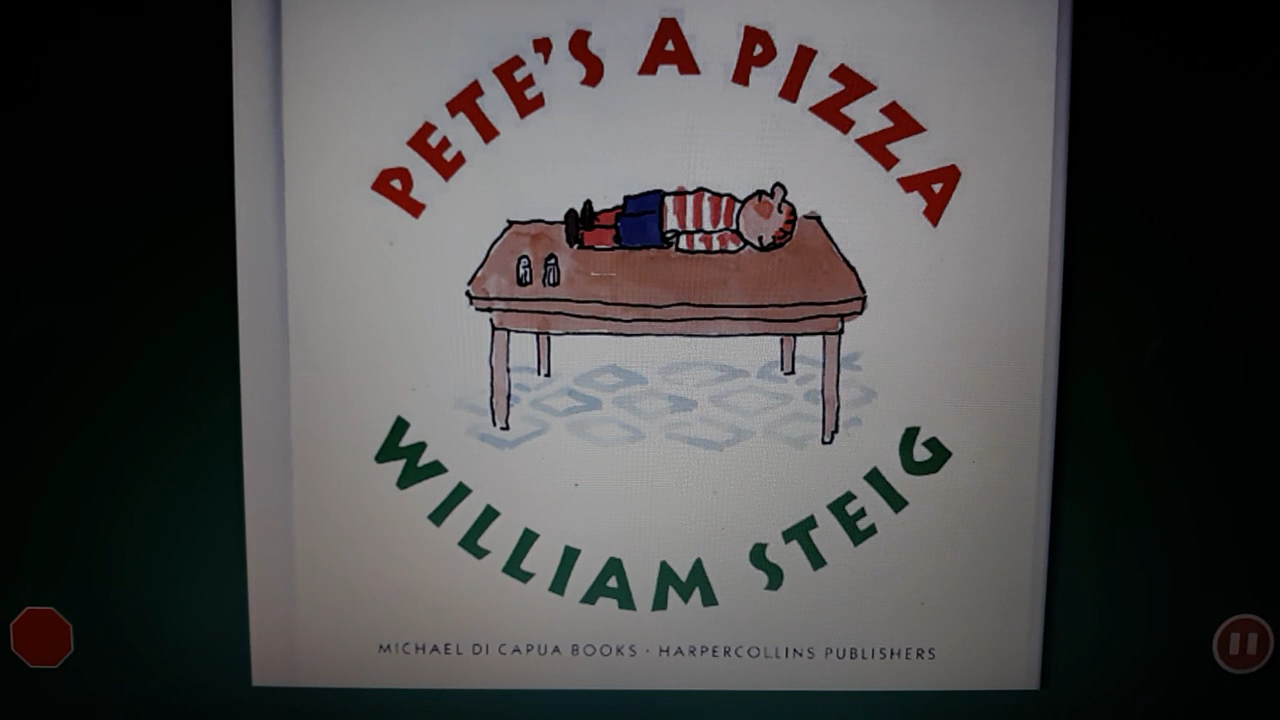 PETE'S A PIZZA
WILLIAM STEIG
MICHAEL DI CAPUA BOOKS · HARPERCOLLINS PUBLISHERS